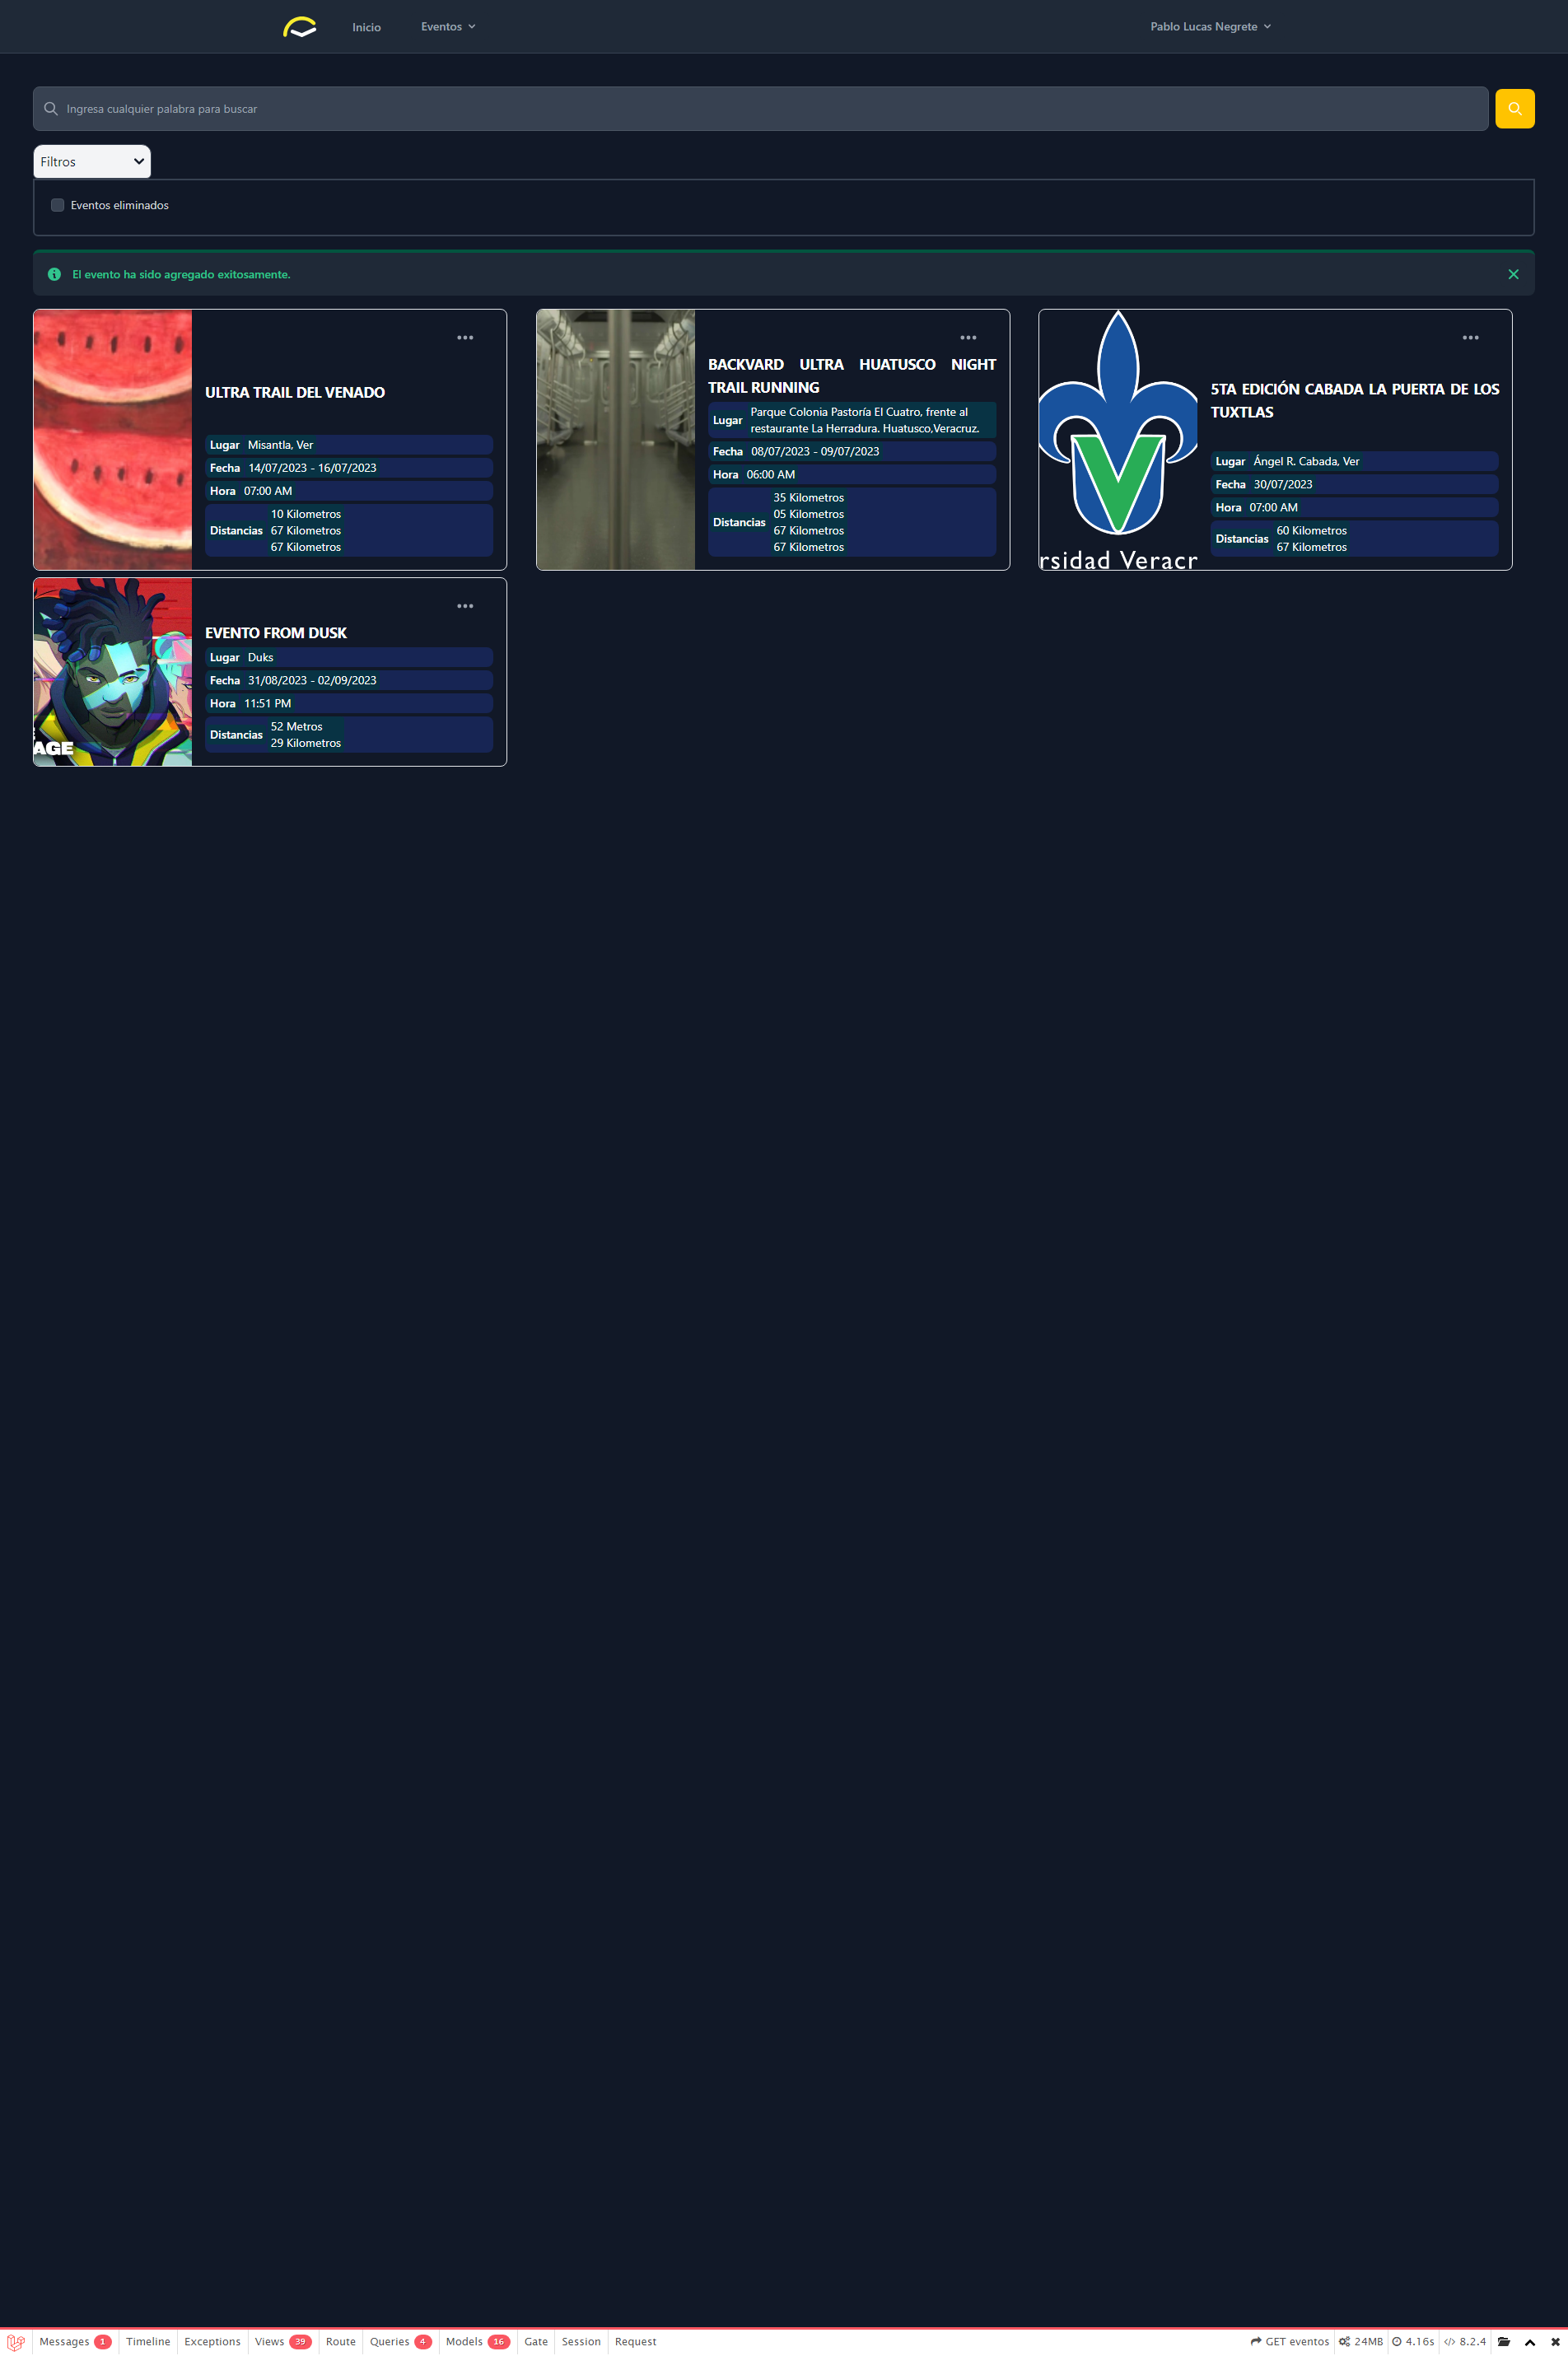 Inicio
Eventos
Pablo Lucas Negrete
Ingresa cualquier palabra para buscar
Filtros
Eventos eliminados
El evento ha sido agregado exitosamente.
ULTRA TRAIL DEL VENADO
Lugar Misantla, Ver
Fecha 14/07/2023 - 16/07/2023
Hora 07:00 AM
Distancias
10 Kilometros
67 Kilometros
67 Kilometros
BACKVARD ULTRA HUATUSCO NIGHT
TRAIL RUNNING
Lugar
Parque Colonia Pastoría El Cuatro, frente al
restaurante La Herradura. Huatusco,Veracruz.
Fecha 08/07/2023 - 09/07/2023
Hora 06:00 AM
Distancias
35 Kilometros
05 Kilometros
67 Kilometros
67 Kilometros
rsidad Veracr
5TA EDICIÓN CABADA LA PUERTA DE LOS
TUXTLAS
Lugar Ángel R. Cabada, Ver
Fecha 30/07/2023
Hora 07:00 AM
Distancias
60 Kilometros
67 Kilometros
AGE
EVENTO FROM DUSK
Lugar Duks
Fecha 31/08/2023 - 02/09/2023
Hora 11:51 PM
Distancias
52 Metros
29 Kilometros
Messages 1 Timeline Exceptions Views 39 Route Queries 4 Models 16 Gate Session Request GET eventos 24MB 4.16s 8.2.4